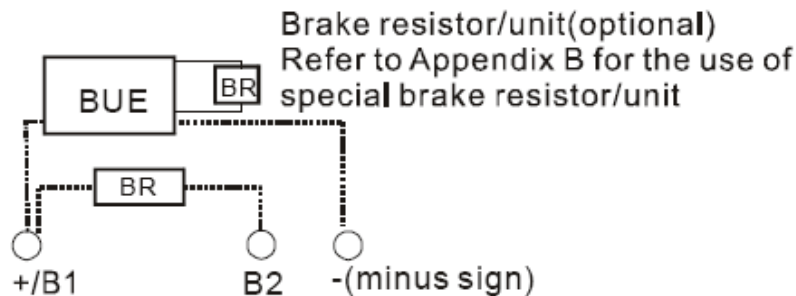 Brake resistor/unit(optional)
Refer to Appendix B for the use of
special brake resistor/unit
BUE
BR
BR
+/B1
B2
-(minus sign)